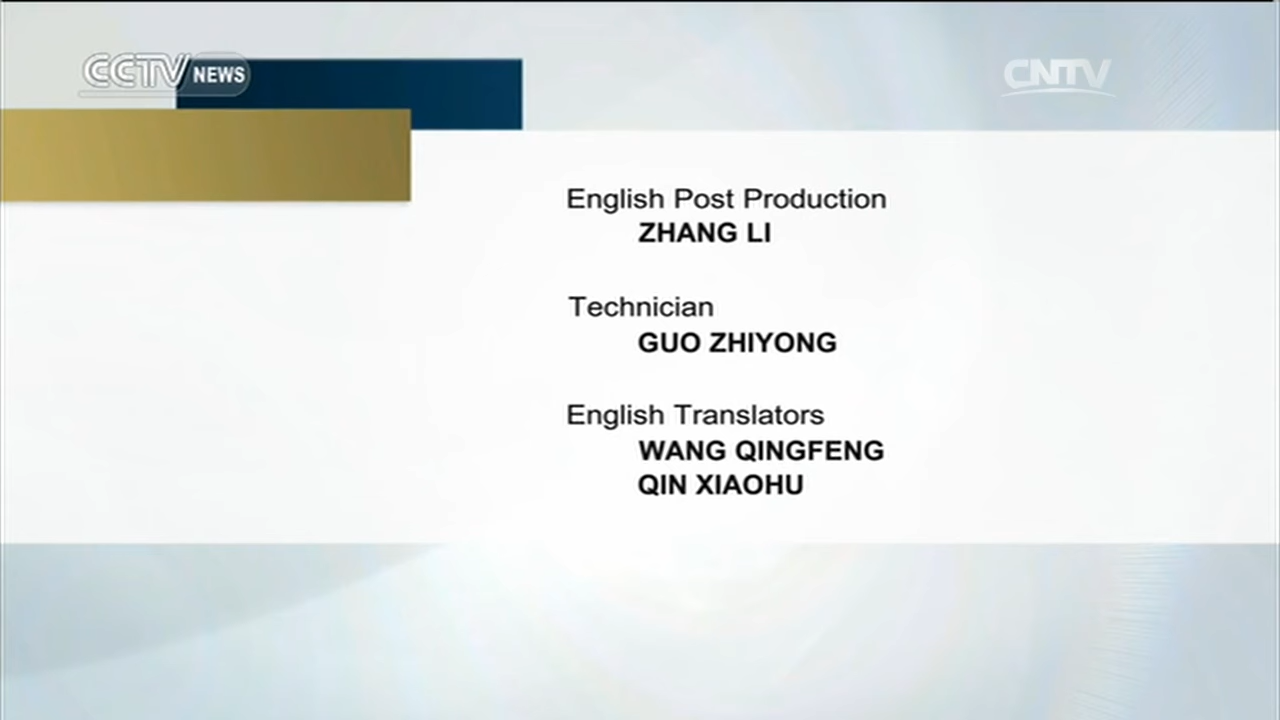 CCTV NEWS
CNTV
English Post Production
ZHANG LI
Technician
GUO ZHIYONG
English Translators
WANG QINGFENG
QIN XIAOHU